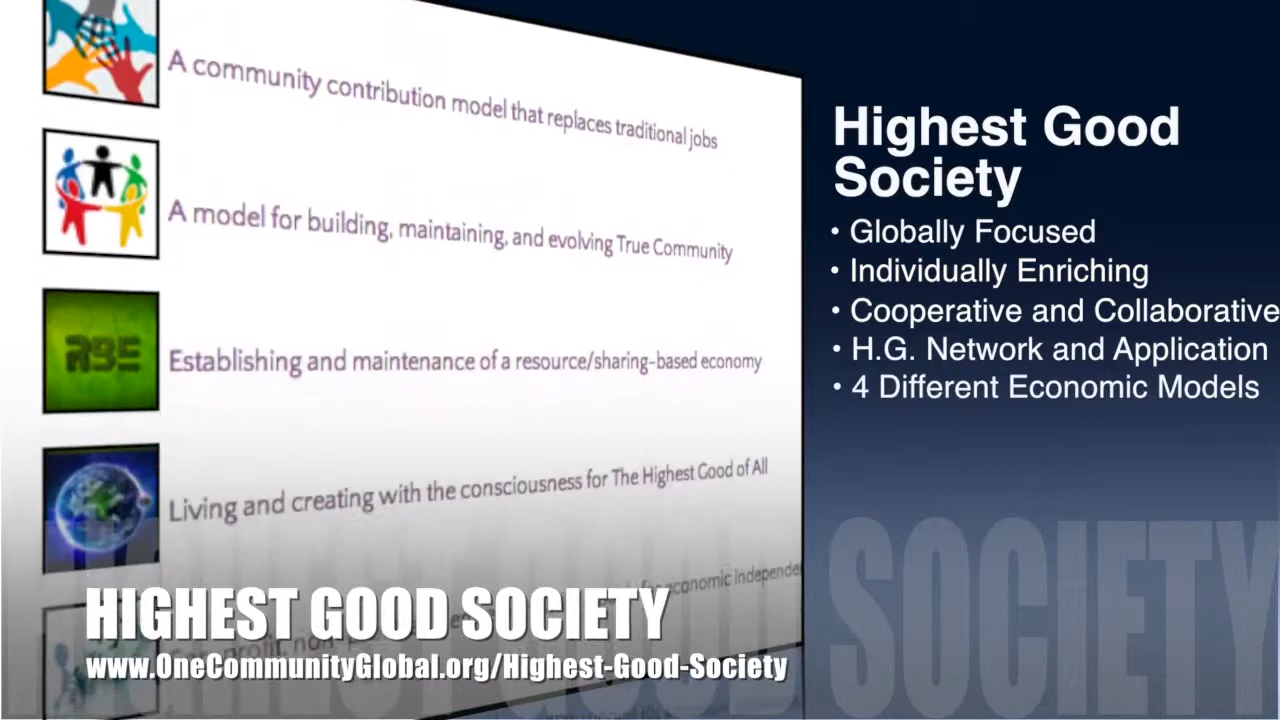 A community contribution model that replaces traditional jobs
A model for building, maintaining, and evolving True Community
RBE
Establishing and maintenance of a resource/sharing-based economy
Living and creating with the consciousness for The Highest Good of All
for economic
HIGHEST GOOD SOCIETY
www.OneCommunityGlobal.org/Highest-Good-Society
Highest Good
Society
• Globally Focused
• Individually Enriching
• Cooperative and Collaborative
• H.G. Network and Application
• 4 Different Economic Models
SOCIETY